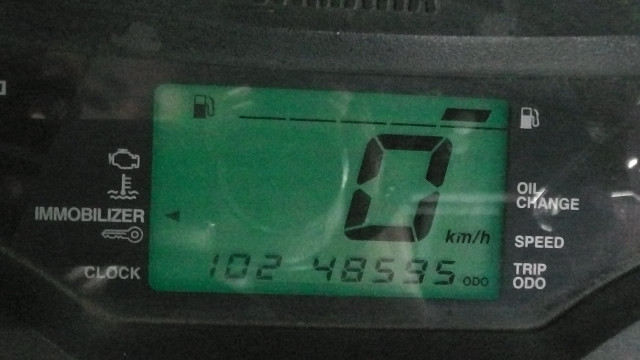 0
km/h
IMMOBILIZER
OIL
CHANGE
SPEED
CLOCK
102 48595 ODO
TRIP
ODO